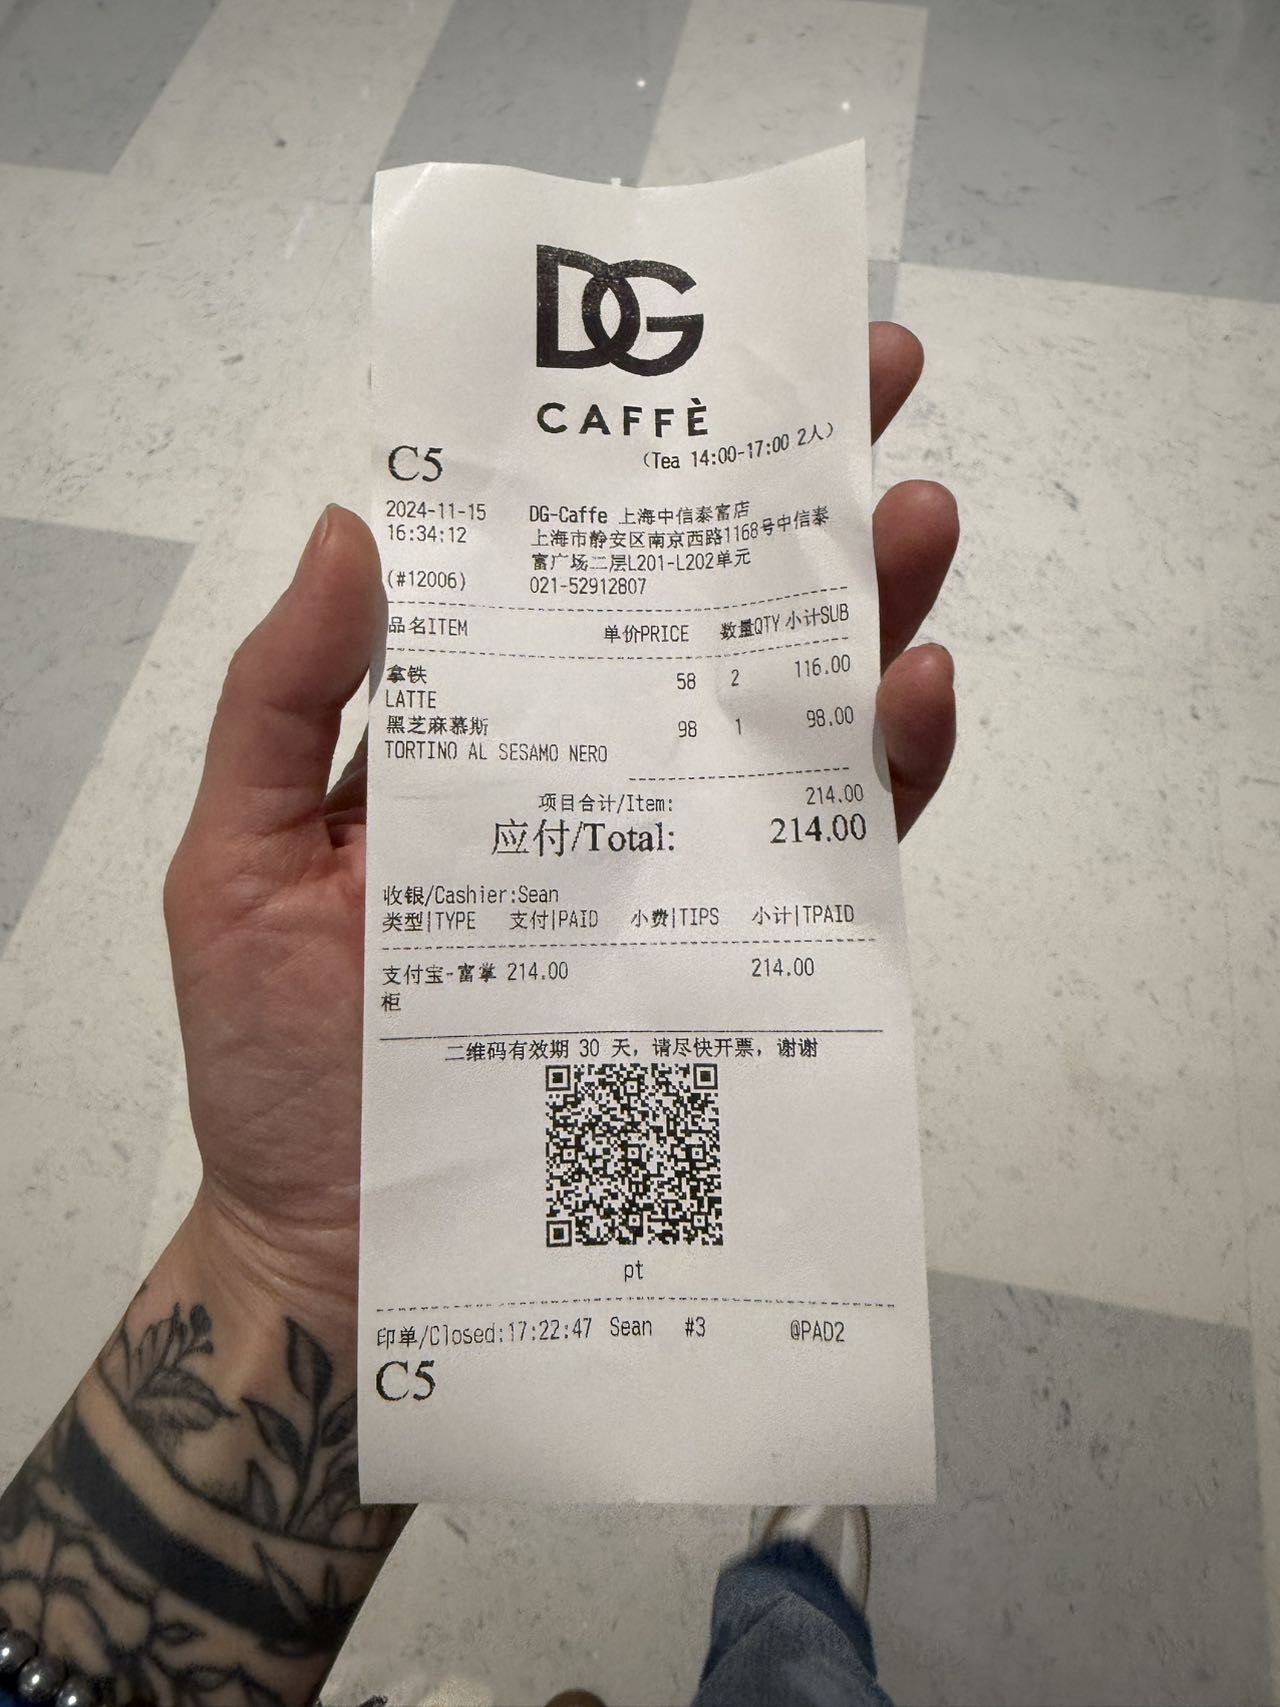 DG
CAFFÈ
C5
(Tea 14:00-17:00 2人)
2024-11-15
16:34:12
(#12006)
DG-Caffe 上海中信泰富店
上海市静安区南京西路1168号中信泰
富广场二层L201-L202单元
021-52912807
品名ITEM 单价PRICE 数量QTY 小计SUB
拿铁 58 2 116.00
LATTE
黑芝麻慕斯 98 1 98.00
TORTINO AL SESAMO NERO
项目合计/Item: 214.00
应付/Total: 214.00
收银/Cashier:Sean
类型|TYPE 支付|PAID 小费|TIPS 小计|TPAID
支付宝-富掌 214.00 214.00
柜
二维码有效期 30 天，请尽快开票，谢谢
pt
印单/Closed:17:22:47 Sean #3 @PAD2
C5